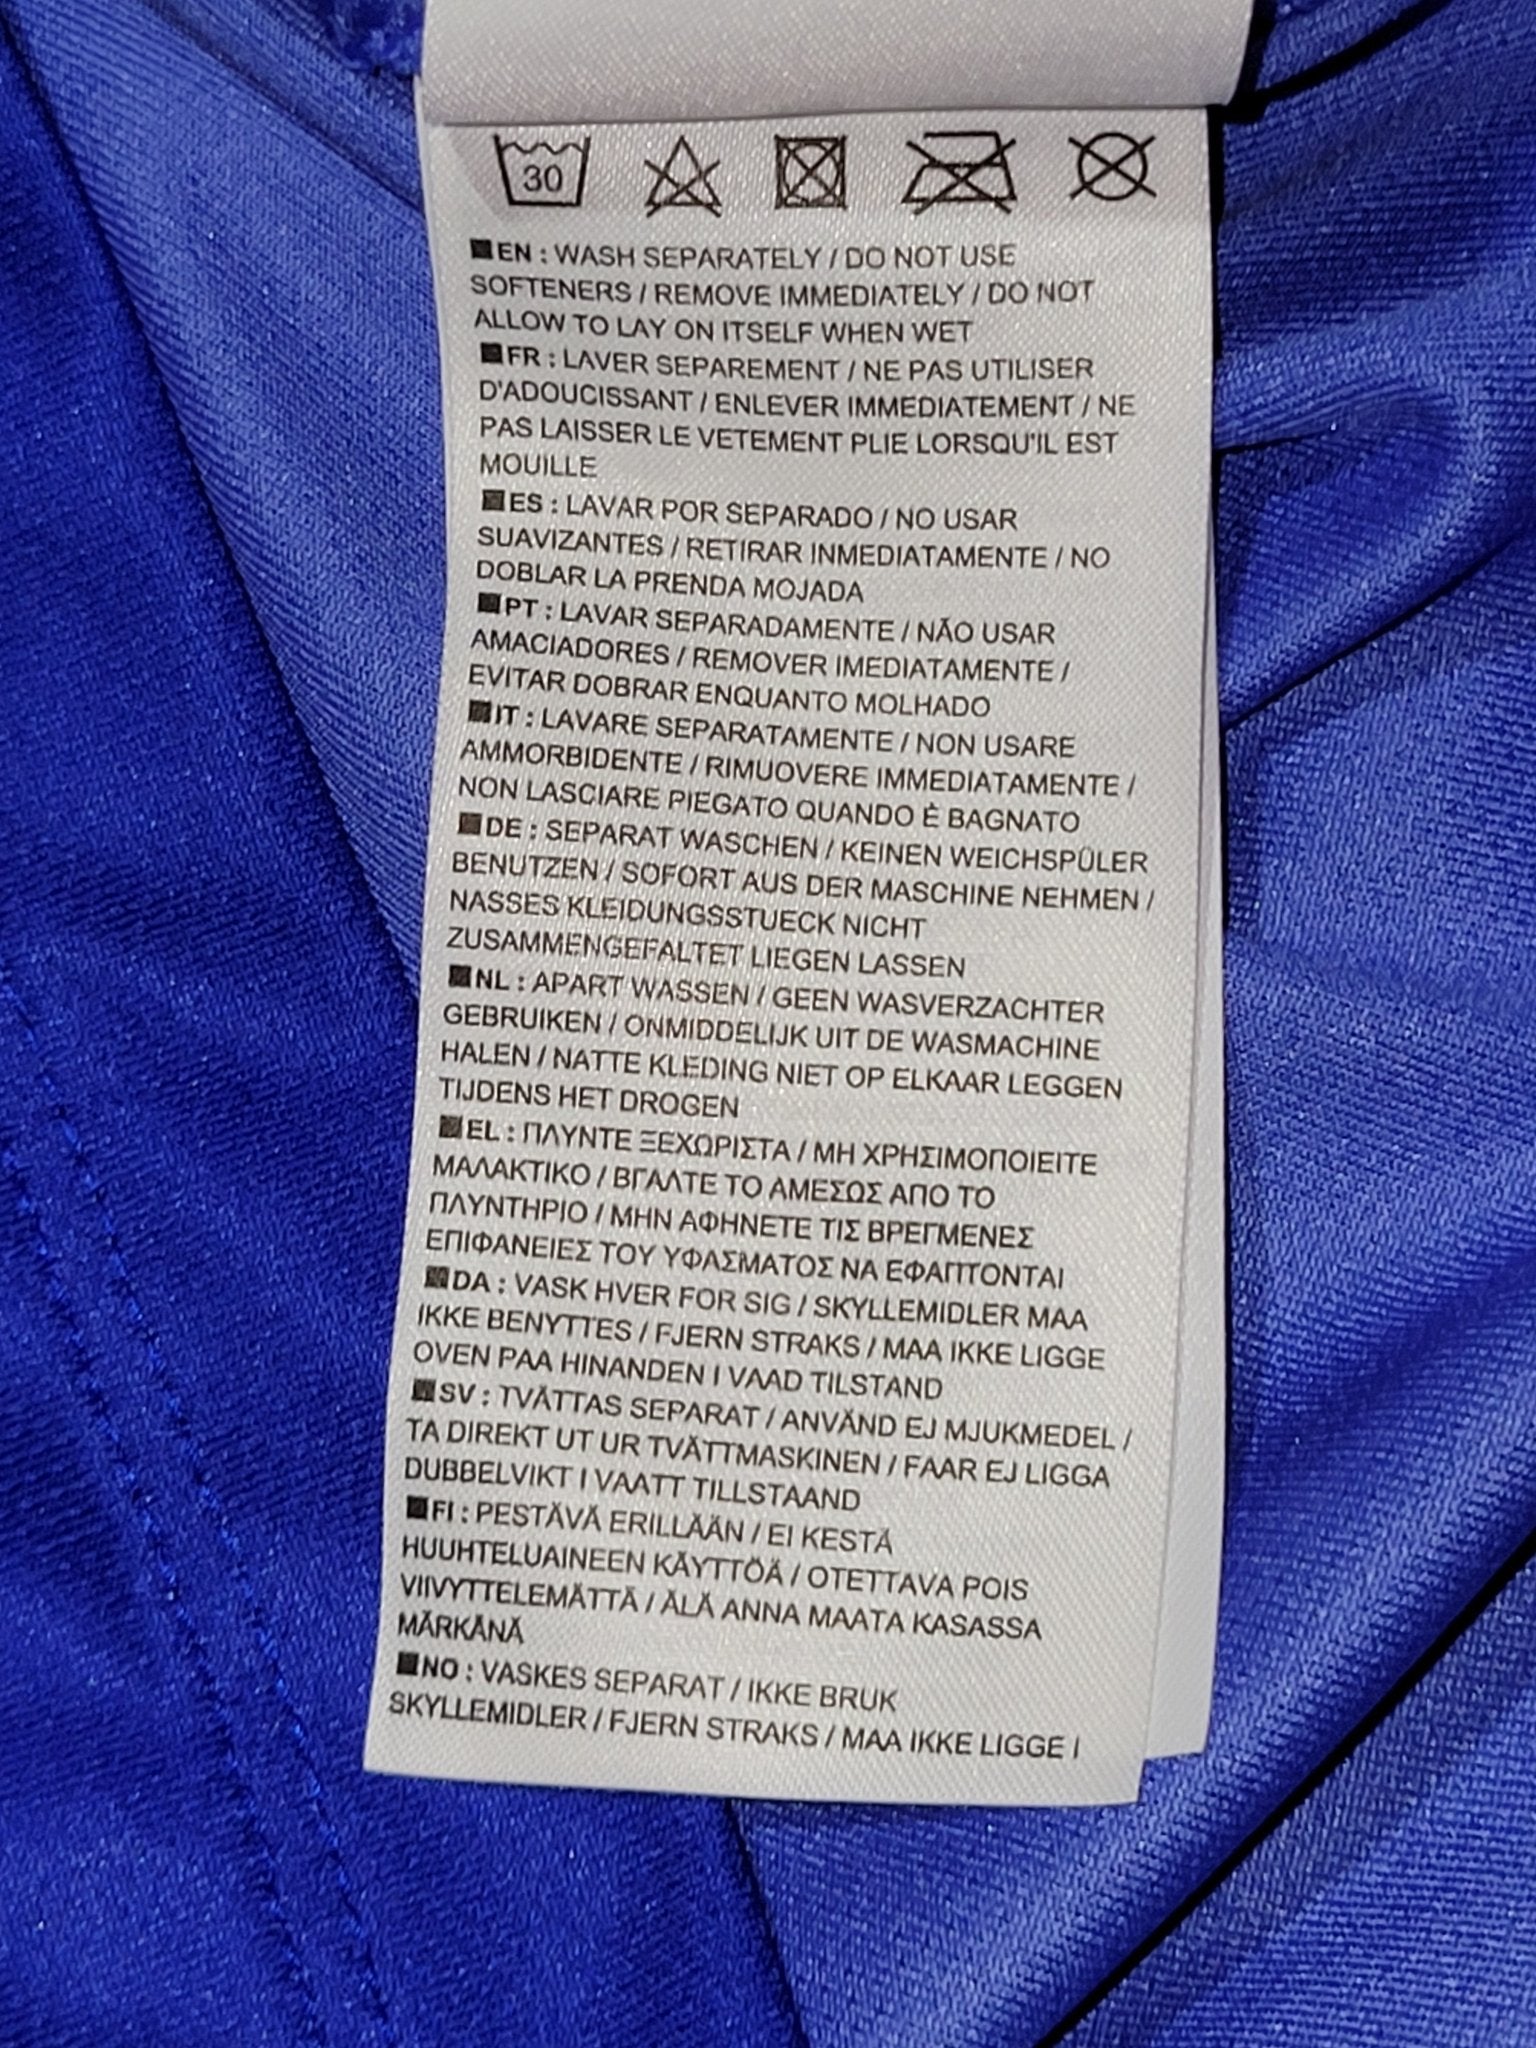 30
■EN : WASH SEPARATELY / DO NOT USE
SOFTENERS / REMOVE IMMEDIATELY / DO NOT
ALLOW TO LAY ON ITSELF WHEN WET
■FR : LAVER SEPAREMENT / NE PAS UTILISER
D'ADOUCISSANT / ENLEVER IMMEDIATEMENT / NE
PAS LAISSER LE VETEMENT PLIE LORSQU'IL EST
MOUILLE
■ES : LAVAR POR SEPARADO / NO USAR
SUAVIZANTES / RETIRAR INMEDIATAMENTE / NO
DOBLAR LA PRENDA MOJADA
■PT : LAVAR SEPARADAMENTE / NÃO USAR
AMACIADORES / REMOVER IMEDIATAMENTE /
EVITAR DOBRAR ENQUANTO MOLHADO
■IT : LAVARE SEPARATAMENTE / NON USARE
AMMORBIDENTE / RIMUOVERE IMMEDIATAMENTE /
NON LASCIARE PIEGATO QUANDO È BAGNATO
■DE : SEPARAT WASCHEN / KEINEN WEICHSPÜLER
BENUTZEN / SOFORT AUS DER MASCHINE NEHMEN /
NASSES KLEIDUNGSSTUECK NICHT
ZUSAMMENGEFALTET LIEGEN LASSEN
■NL : APART WASSEN / GEEN WASVERZACHTER
GEBRUIKEN / ONMIDDELIJK UIT DE WASMACHINE
HALEN / NATTE KLEDING NIET OP ELKAAR LEGGEN
TIJDENS HET DROGEN
■EL : ΠΛΥΝΤΕ ΞΕΧΩΡΙΣΤΑ / ΜΗ ΧΡΗΣΙΜΟΠΟΙΕΙΤΕ
ΜΑΛΑΚΤΙΚΟ / ΒΓΑΛΤΕ ΤΟ ΑΜΕΣΩΣ ΑΠΟ ΤΟ
ΠΛΥΝΤΗΡΙΟ / ΜΗΝ ΑΦΗΝΕΤΕ ΤΙΣ ΒΡΕΓΜΕΝΕΣ
ΕΠΙΦΑΝΕΙΕΣ ΤΟΥ ΥΦΑΣΜΑΤΟΣ ΝΑ ΕΦΑΠΤΟΝΤΑΙ
■DA : VASK HVER FOR SIG / SKYLLEMIDLER MAA
IKKE BENYTTES / FJERN STRAKS / MAA IKKE LIGGE
OVEN PAA HINANDEN I VAAD TILSTAND
■SV : TVÄTTAS SEPARAT / ANVÄND EJ MJUKMEDEL /
TA DIREKT UT UR TVÄTTMASKINEN / FAAR EJ LIGGA
DUBBELVIKT I VAATT TILLSTAAND
■FI : PESTÄVÄ ERILLÄÄN / EI KESTÄ
HUUHTELUAINEEN KÄYTTÖÄ / OTETTAVA POIS
VIIVYTTELEMÄTTÄ / ÄLÄ ANNA MAATA KASASSA
MÄRKÄNÄ
■NO : VASKES SEPARAT / IKKE BRUK
SKYLLEMIDLER / FJERN STRAKS / MAA IKKE LIGGE I